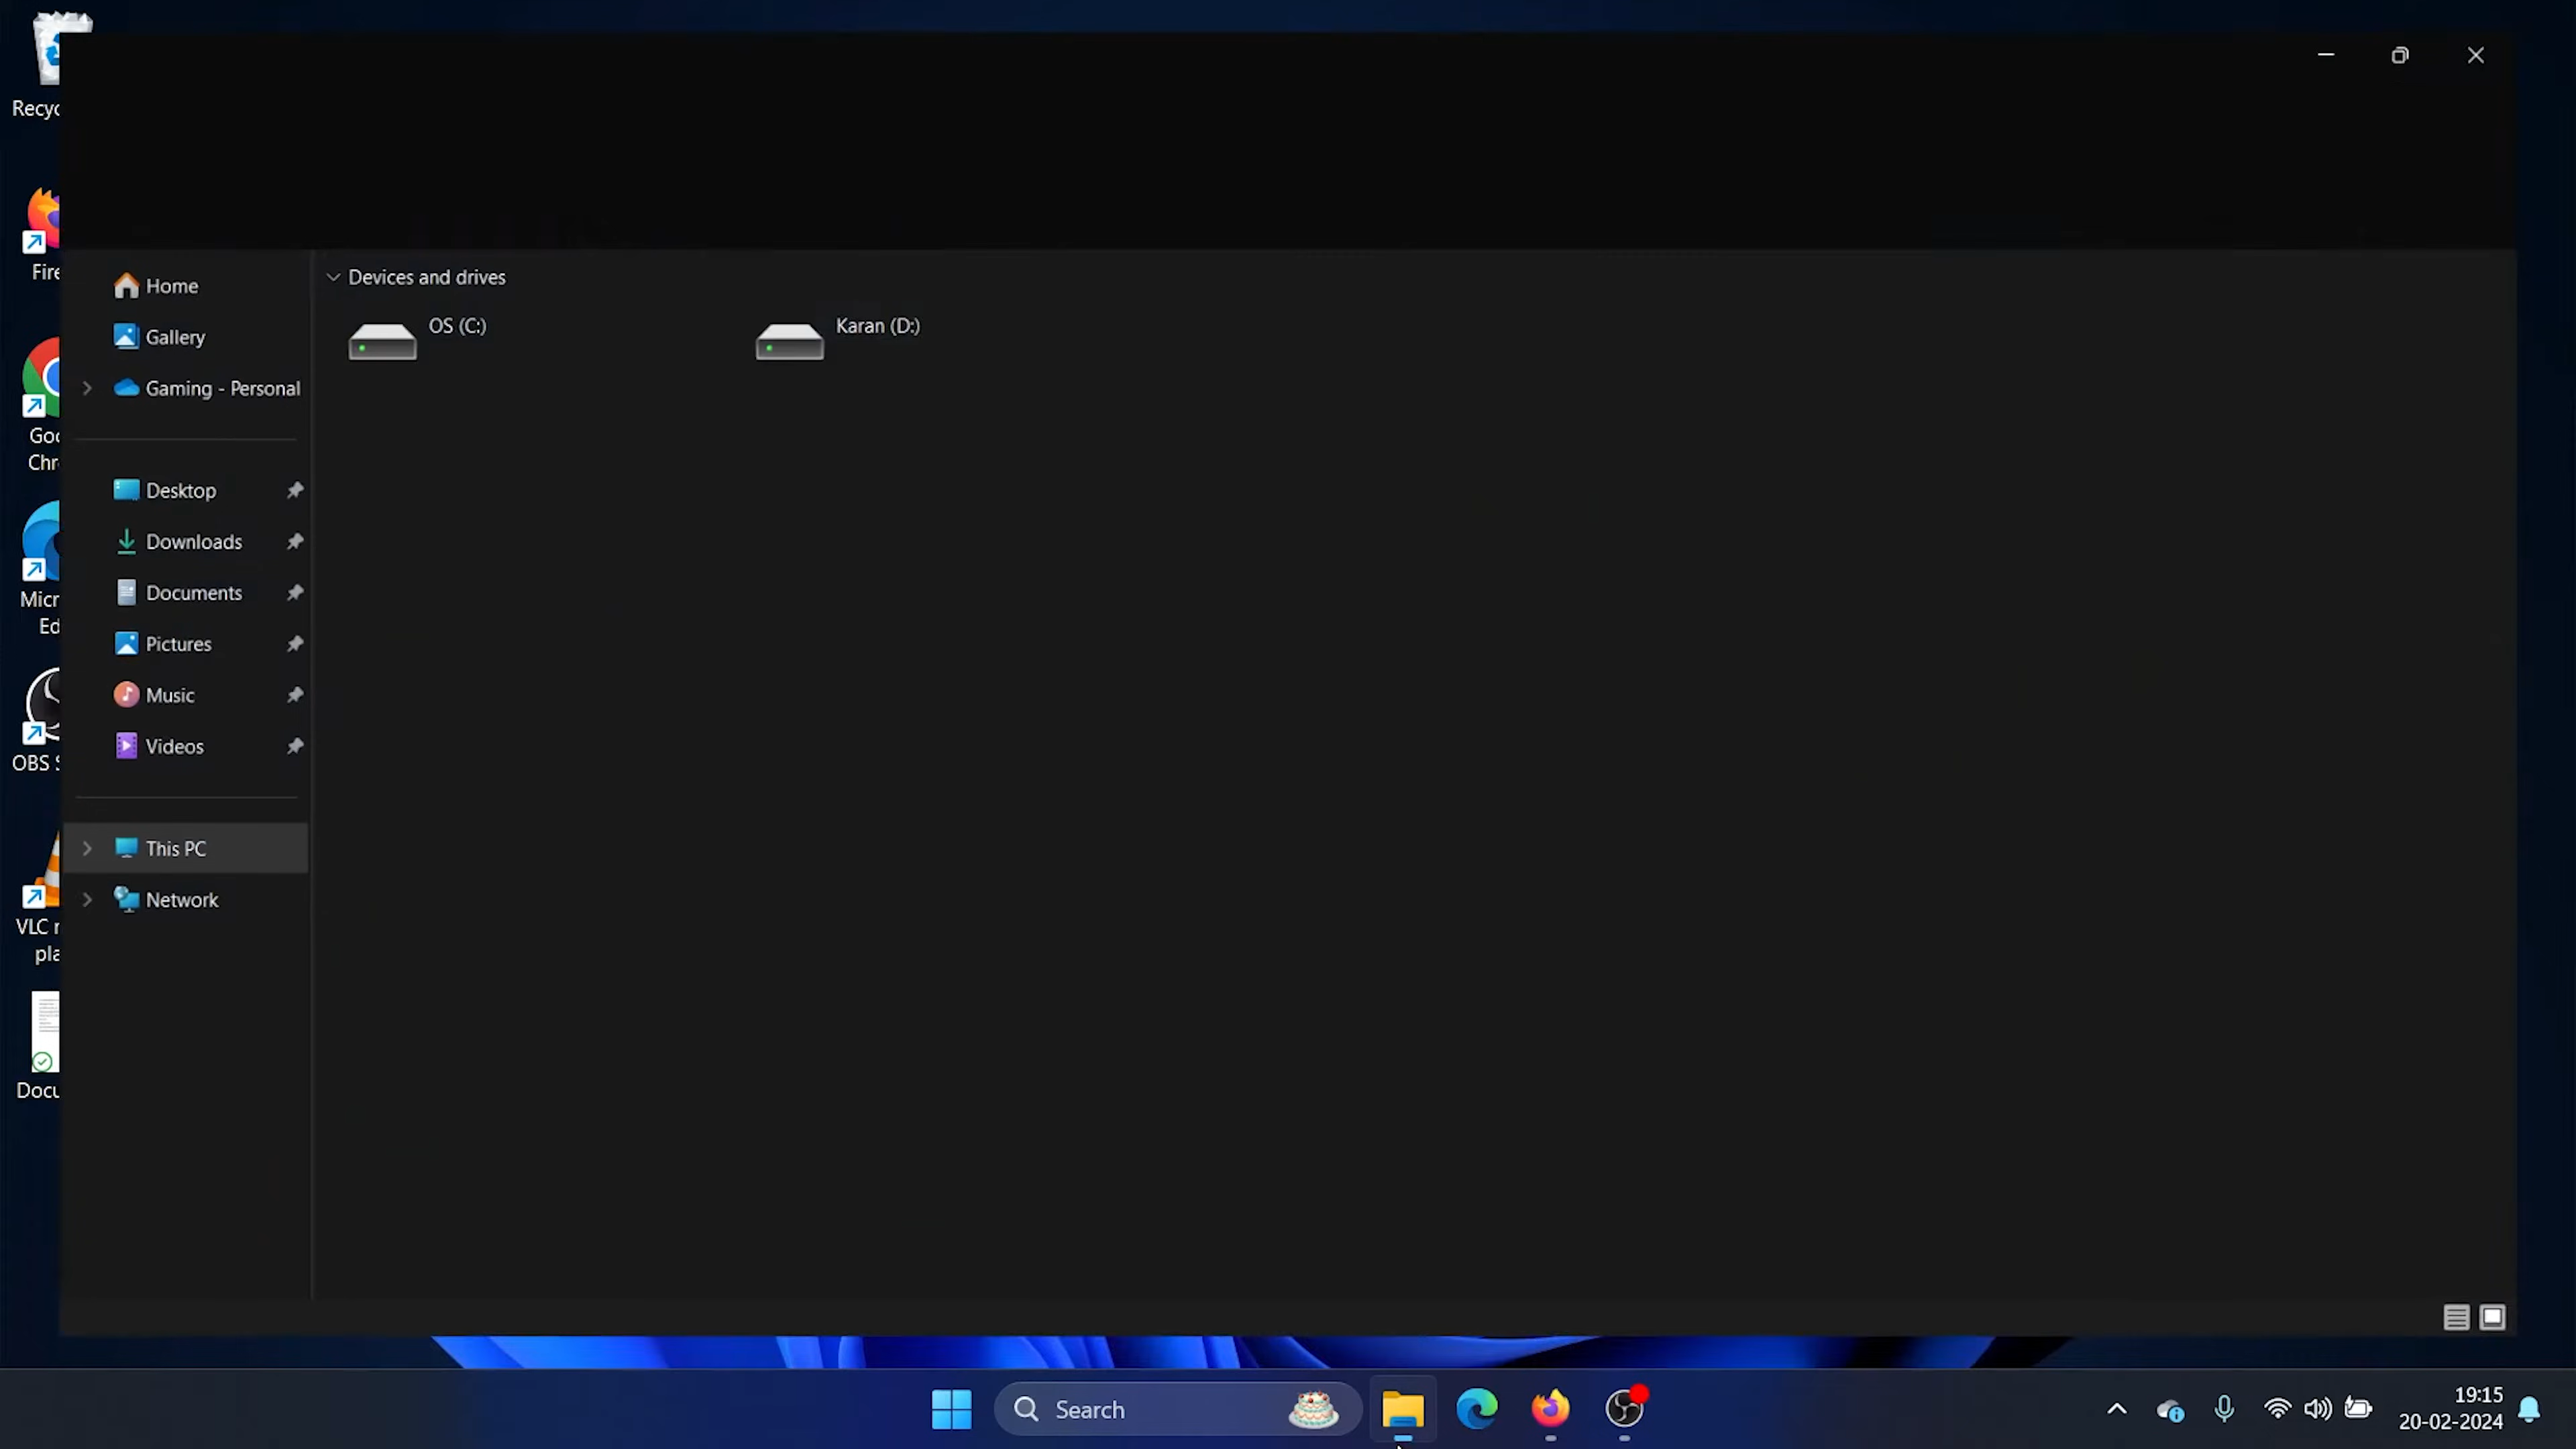 Recyc
Fire
Goo
Chr
Micr
Ed
OBS S
VLC
pla
Docu
Home
Gallery
Gaming - Personal
Desktop
Downloads
Documents
Pictures
Music
Videos
This PC
Network
Devices and drives
OS (C:)
Karan (D:)
Search
19:15
20-02-2024